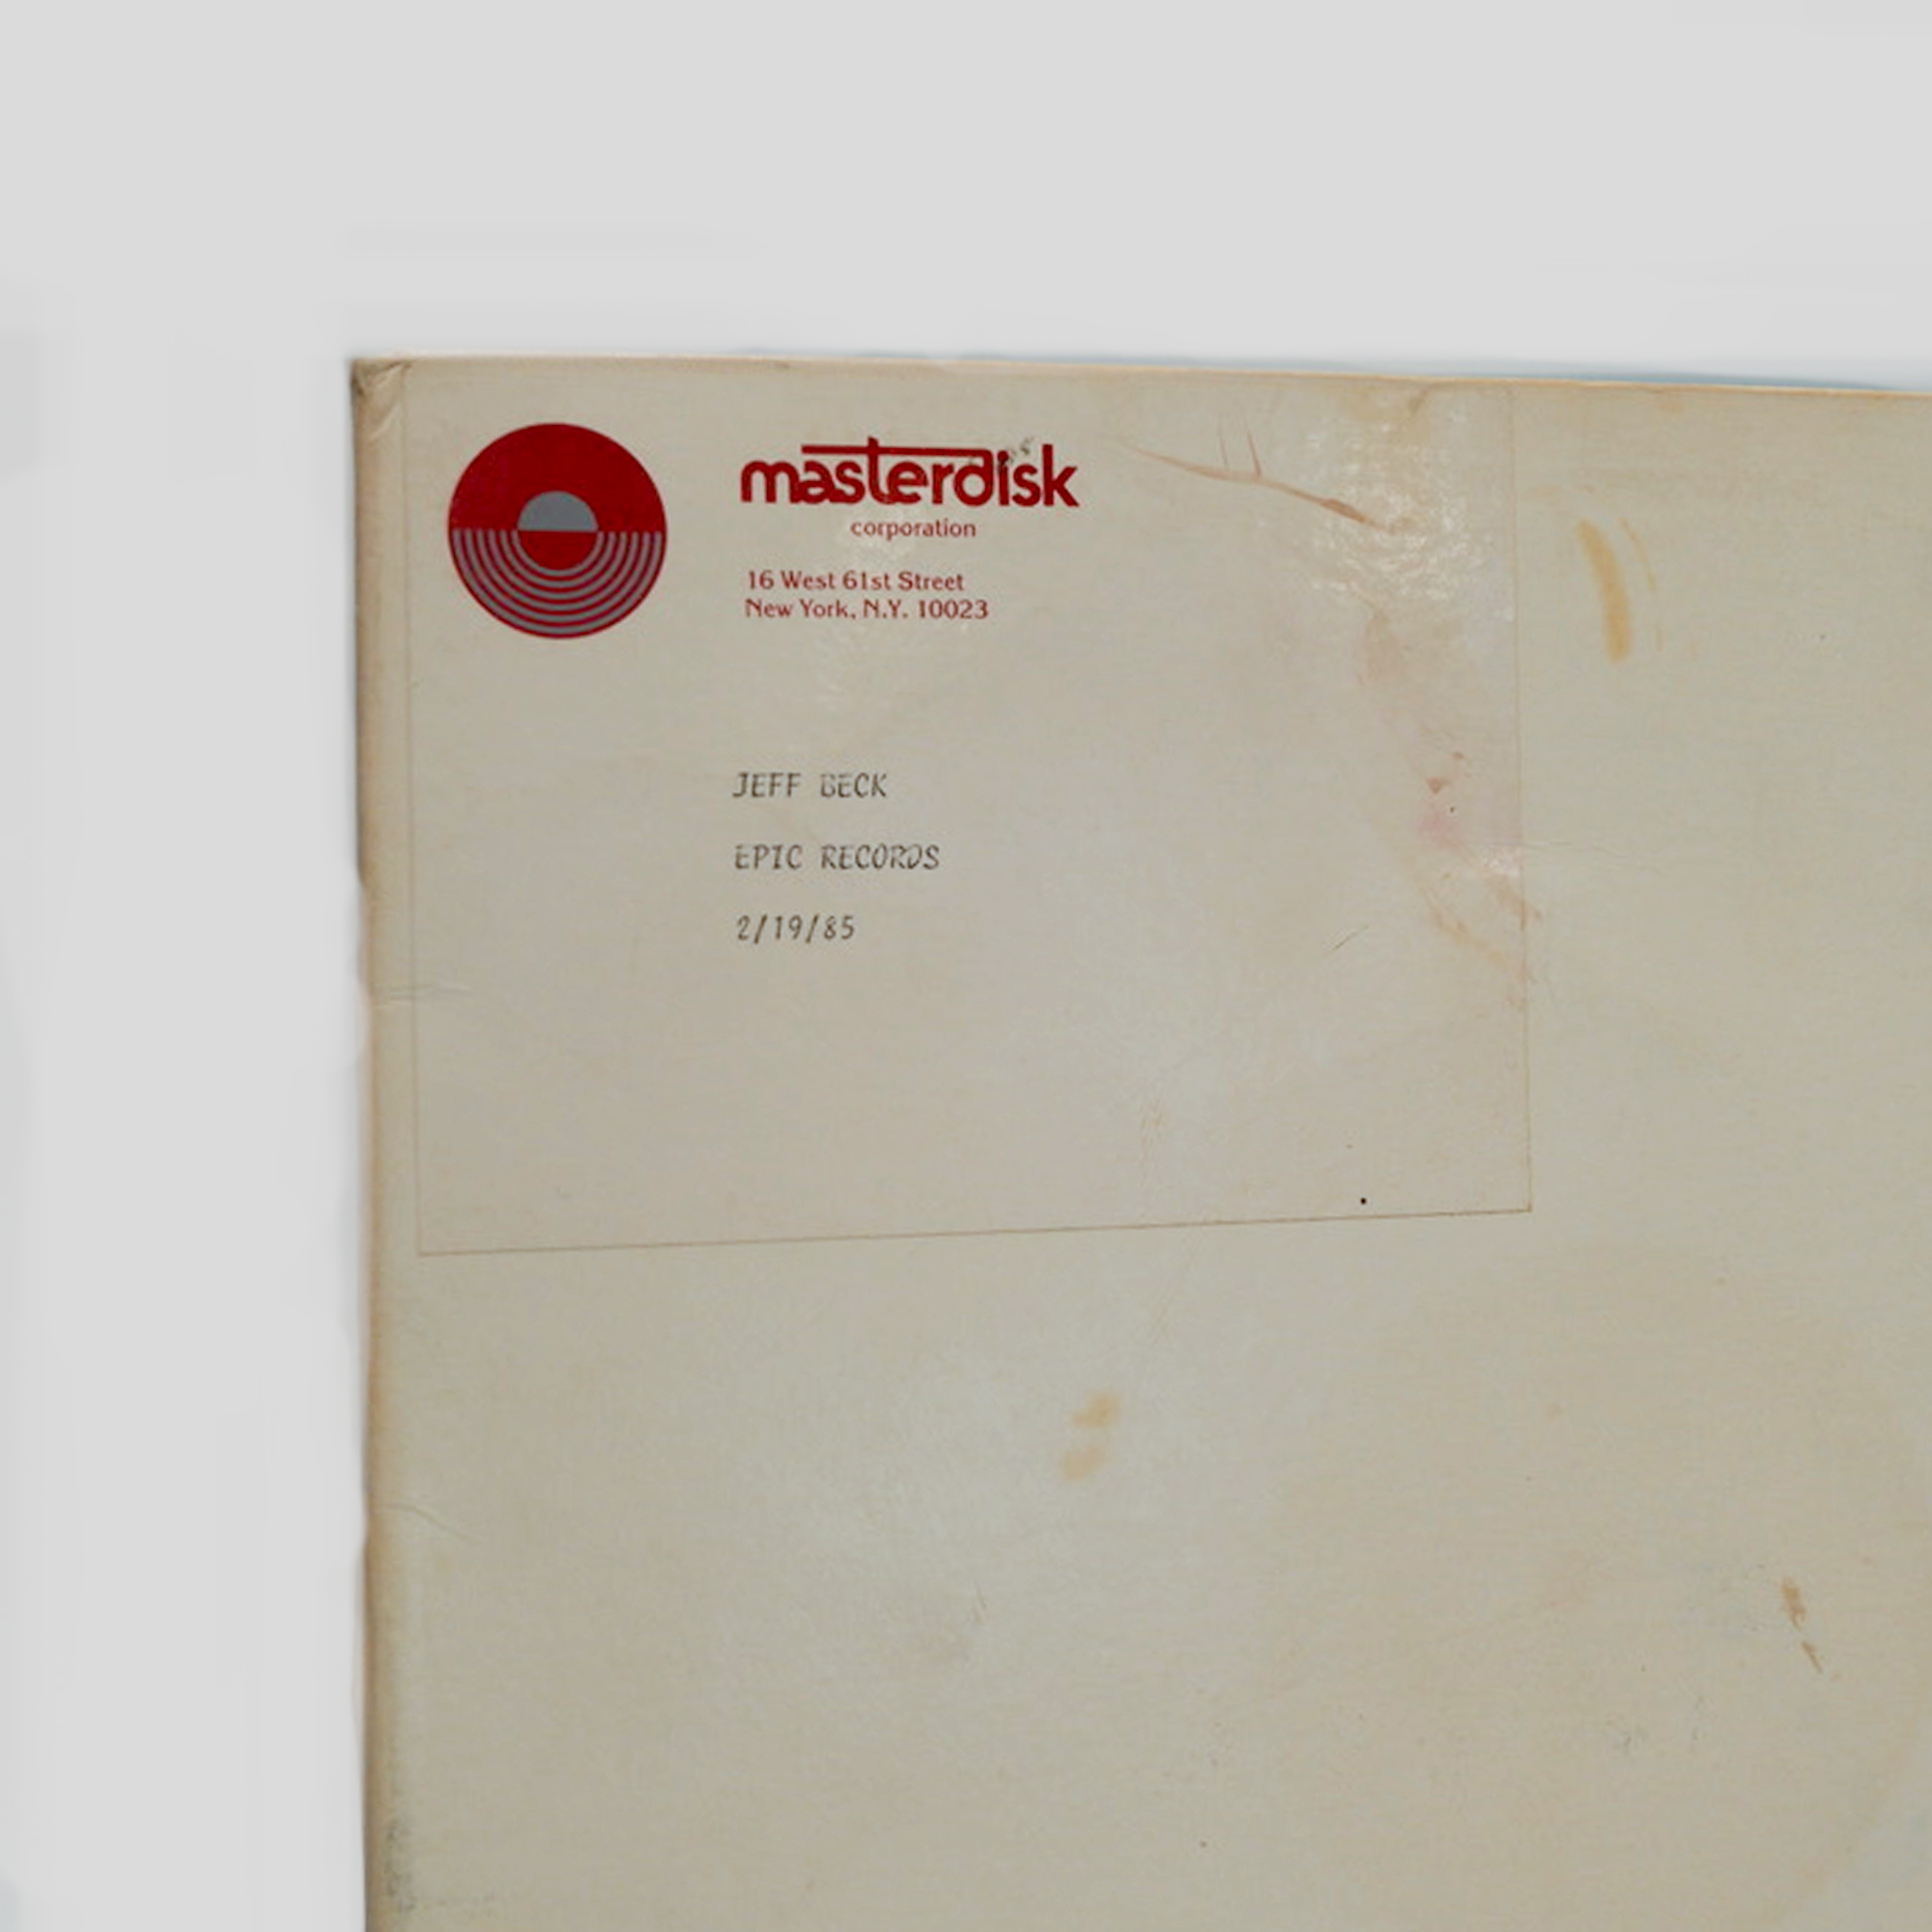 masterdisk
corporation
16 West 61st Street
New York, N.Y. 10023
JEFF BECK
EPIC RECORDS
2/19/85